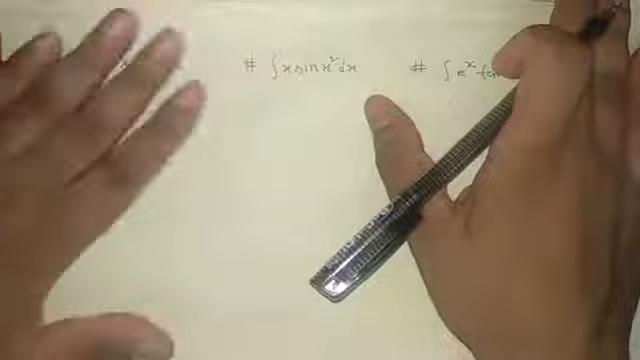 # ∫x sin x² dx # ∫ eˣ